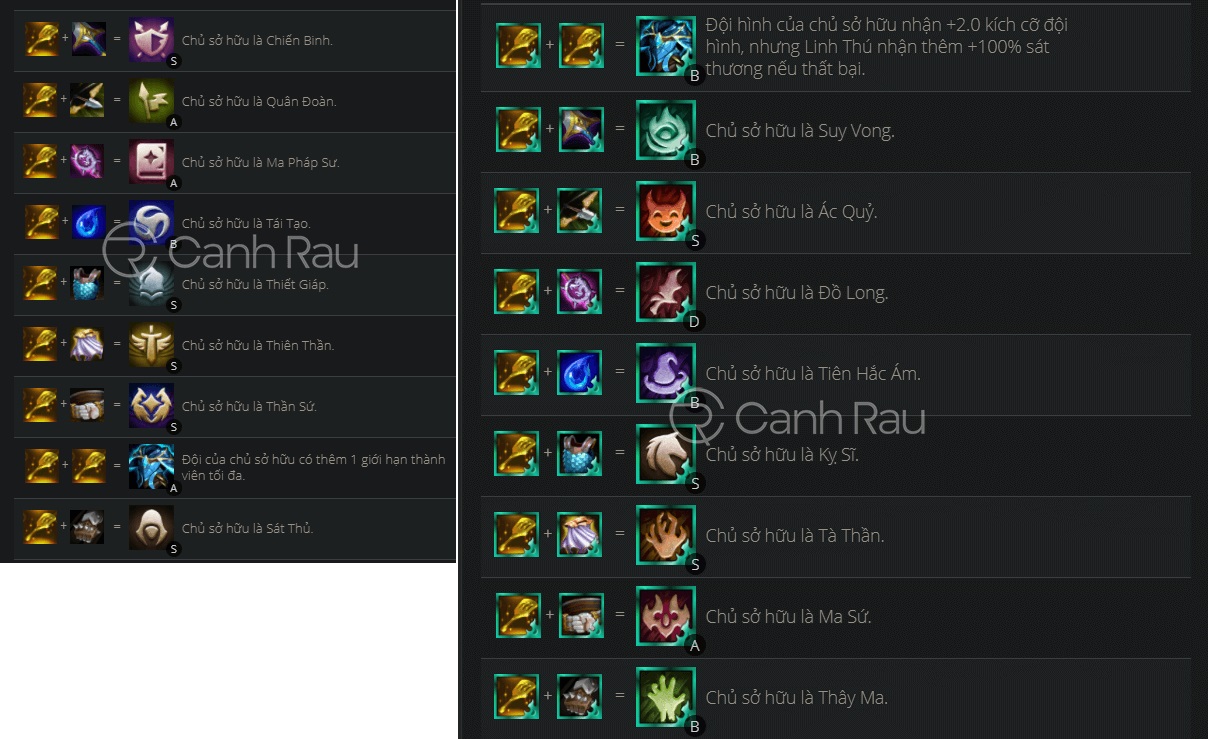 Chủ sở hữu là Chiến Binh.
S
Chủ sở hữu là Quân Đoàn.
A
Chủ sở hữu là Ma Pháp Sư.
A
Chủ sở hữu là Tái Tạo.
B
Chủ sở hữu là Thiết Giáp.
S
Chủ sở hữu là Thiên Thần.
S
Chủ sở hữu là Thần Sứ.
S
Đội của chủ sở hữu có thêm 1 giới hạn thành
viên tối đa.
A
Chủ sở hữu là Sát Thủ.
S
Canh Rau
Đội hình của chủ sở hữu nhận +2.0 kích cỡ đội
hình, nhưng Linh Thú nhận thêm +100% sát
thương nếu thất bại.
B
Chủ sở hữu là Suy Vong.
B
Chủ sở hữu là Ác Quỷ.
S
Chủ sở hữu là Đồ Long.
D
Chủ sở hữu là Tiên Hắc Ám.
B
Canh Rau
Chủ sở hữu là Kỵ Sĩ.
S
Chủ sở hữu là Tà Thần.
S
Chủ sở hữu là Ma Sứ.
A
Chủ sở hữu là Thây Ma.
B